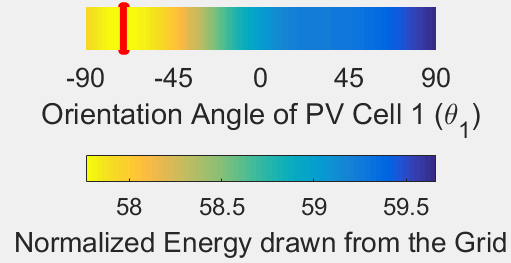 -90 -45 0 45 90
Orientation Angle of PV Cell 1 (θ₁)
58 58.5 59 59.5
Normalized Energy drawn from the Grid